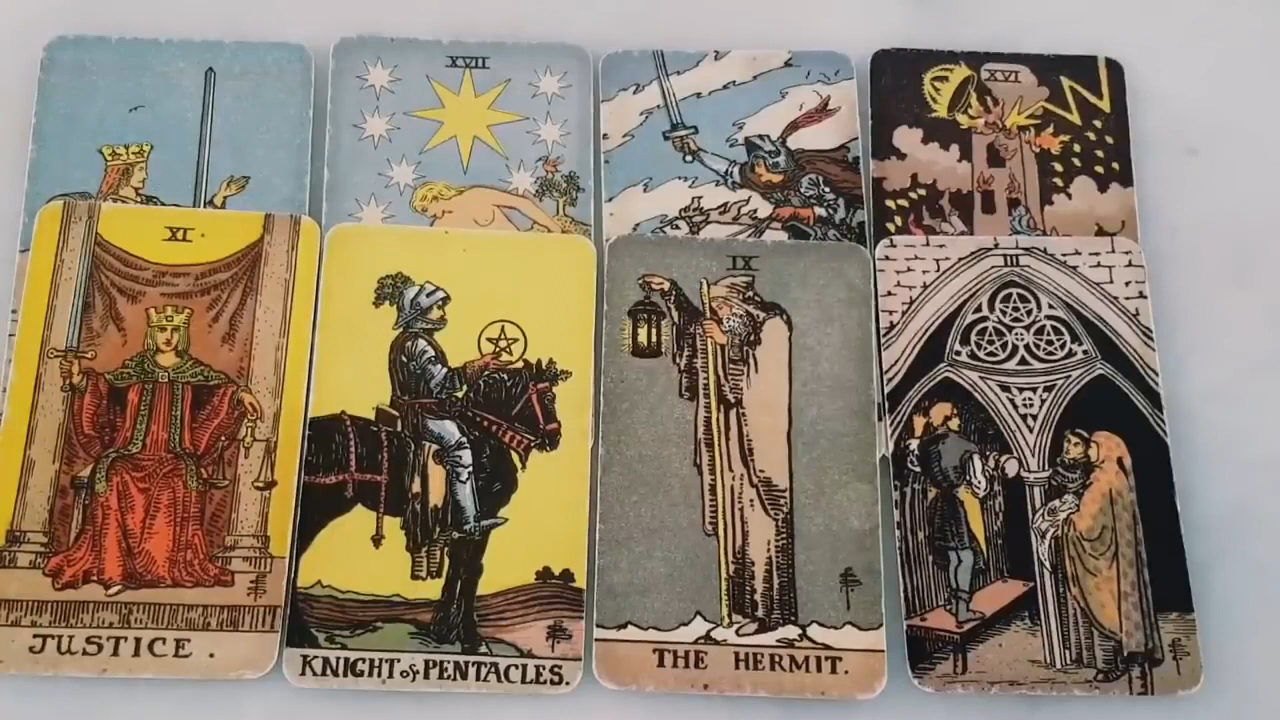 XVII
XVI
XI
IX
III
JUSTICE.
KNIGHT of PENTACLES.
THE HERMIT.